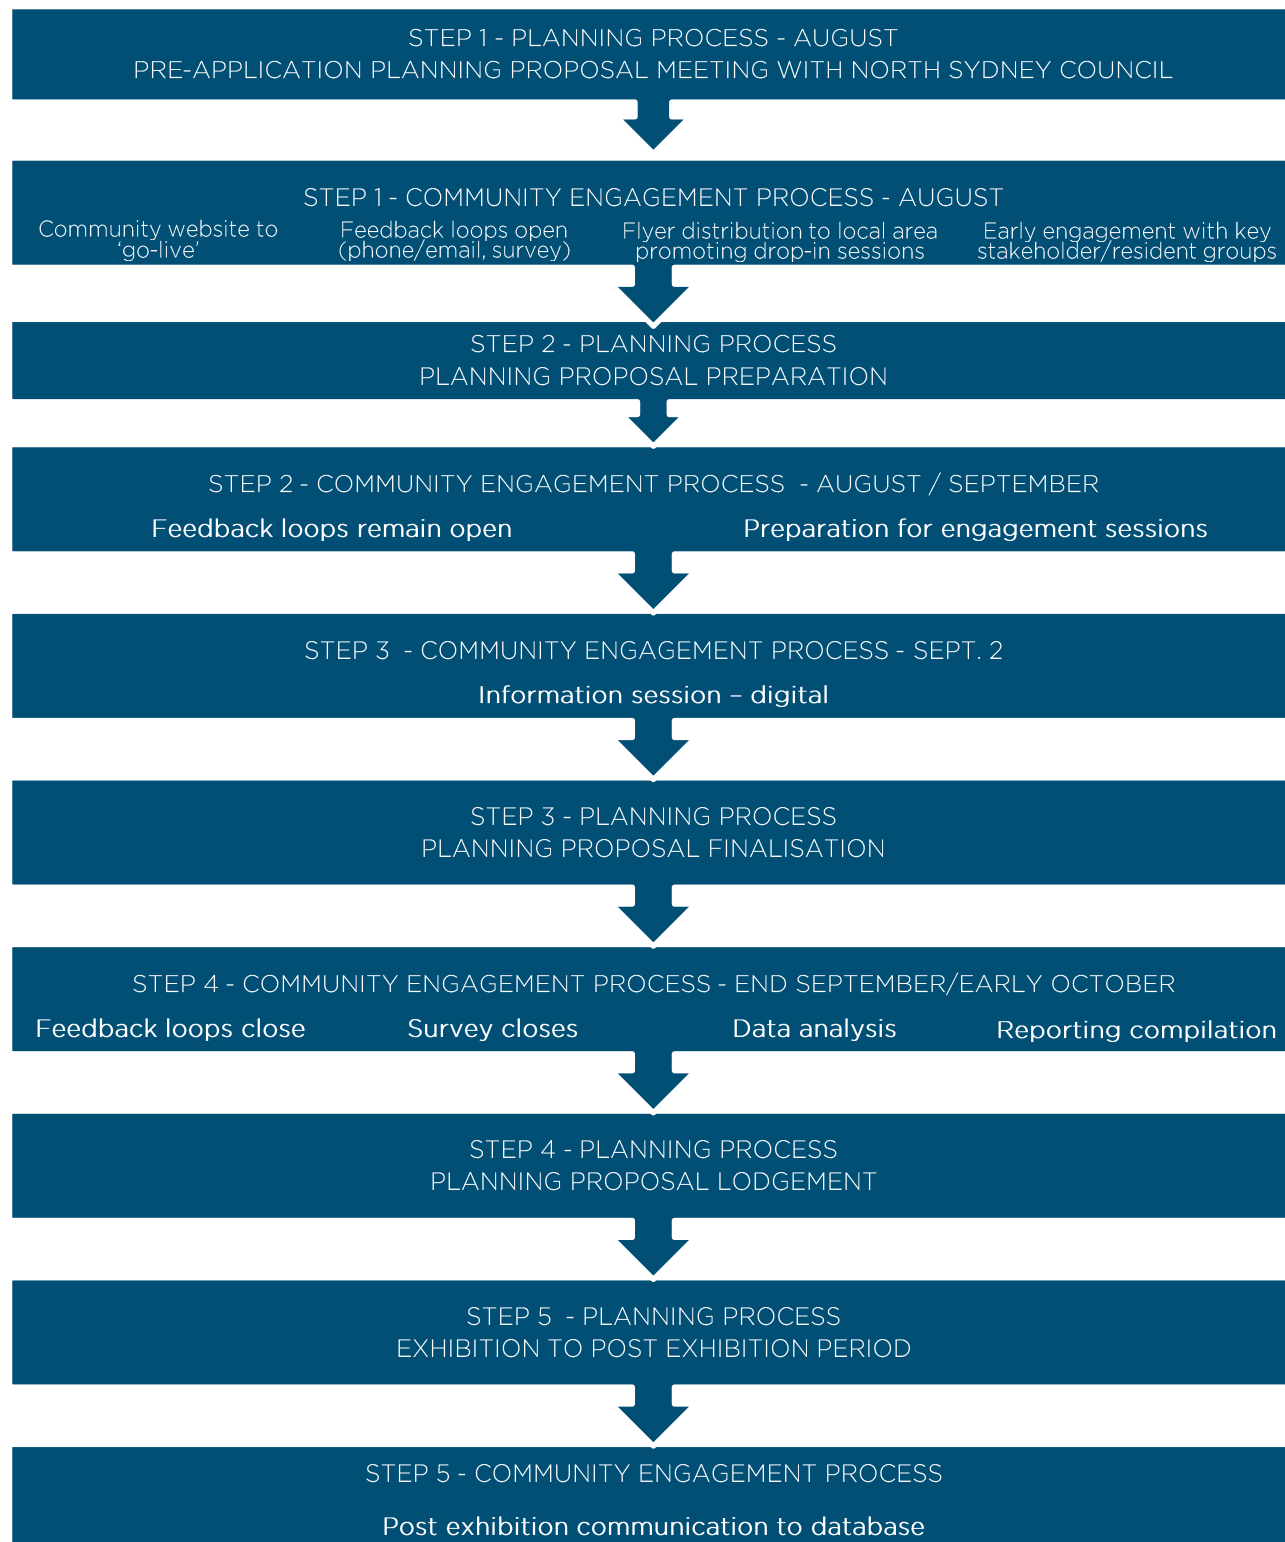 STEP 1 - PLANNING PROCESS - AUGUST
PRE-APPLICATION PLANNING PROPOSAL MEETING WITH NORTH SYDNEY COUNCIL
STEP 1 - COMMUNITY ENGAGEMENT PROCESS - AUGUST
Community website to
‘go-live’
Feedback loops open
(phone/email, survey)
Flyer distribution to local area
promoting drop-in sessions
Early engagement with key
stakeholder/resident groups
STEP 2 - PLANNING PROCESS
PLANNING PROPOSAL PREPARATION
STEP 2 - COMMUNITY ENGAGEMENT PROCESS - AUGUST / SEPTEMBER
Feedback loops remain open
Preparation for engagement sessions
STEP 3 - COMMUNITY ENGAGEMENT PROCESS - SEPT. 2
Information session – digital
STEP 3 - PLANNING PROCESS
PLANNING PROPOSAL FINALISATION
STEP 4 - COMMUNITY ENGAGEMENT PROCESS - END SEPTEMBER/EARLY OCTOBER
Feedback loops close
Survey closes
Data analysis
Reporting compilation
STEP 4 - PLANNING PROCESS
PLANNING PROPOSAL LODGEMENT
STEP 5 - PLANNING PROCESS
EXHIBITION TO POST EXHIBITION PERIOD
STEP 5 - COMMUNITY ENGAGEMENT PROCESS
Post exhibition communication to database